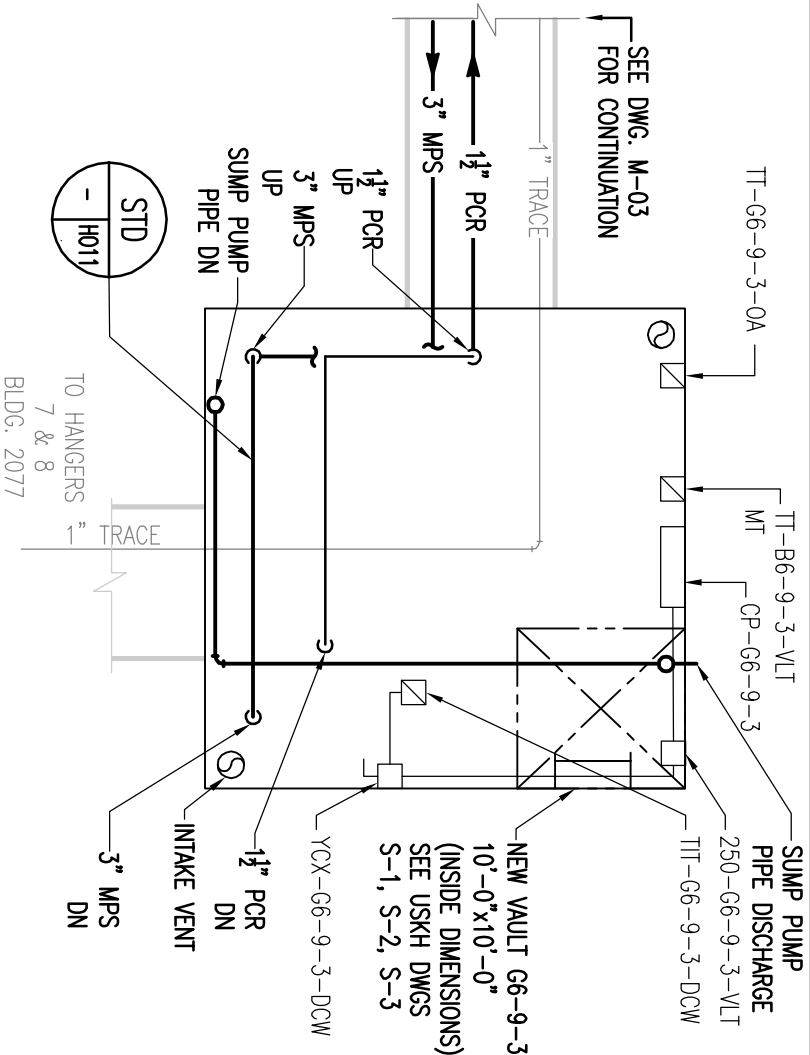 SEE DWG. M-03
FOR CONTINUATION
TT-G6-9-3-OA
TT-B6-9-3-VLT
MT
CP-G6-9-3
SUMP PUMP
PIPE DISCHARGE
250-G6-9-3-VLT
TIT-G6-9-3-DCW
NEW VAULT G6-9-3
10'-0"x10'-0"
(INSIDE DIMENSIONS)
SEE USKH DWGS
S-1, S-2, S-3
YCX-G6-9-3-DCW
INTAKE VENT
1½" PCR
DN
3" MPS
DN
1" TRACE
1½" PCR
3" MPS
1½" PCR
UP
3" MPS
UP
SUMP PUMP
PIPE DN
STD
- H011
TO HANGERS
7 & 8
BLDG. 2077
1" TRACE